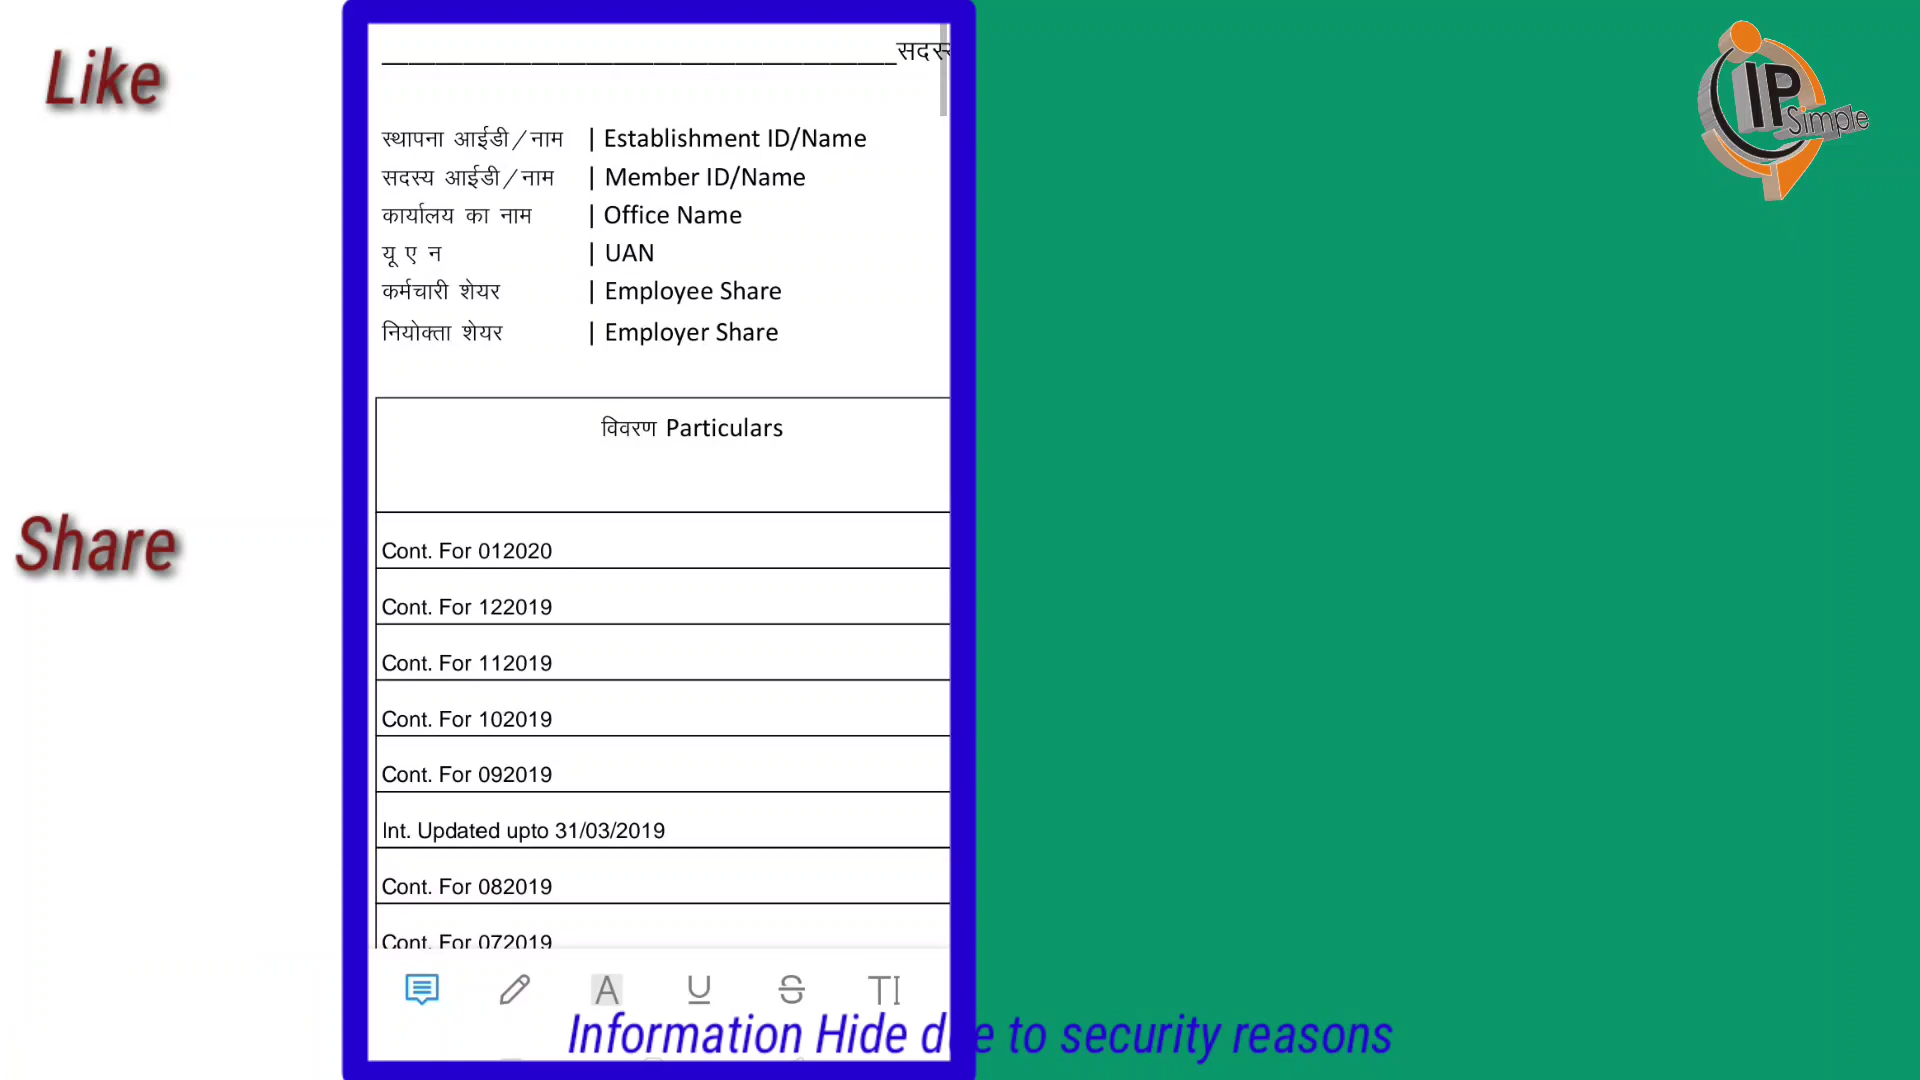 Like
Share
सदस्
स्थापना आईडी/नाम | Establishment ID/Name
सदस्य आईडी/नाम | Member ID/Name
कार्यालय का नाम | Office Name
यू ए न | UAN
कर्मचारी शेयर | Employee Share
नियोक्ता शेयर | Employer Share
विवरण Particulars
Cont. For 012020
Cont. For 122019
Cont. For 112019
Cont. For 102019
Cont. For 092019
Int. Updated upto 31/03/2019
Cont. For 082019
Cont. For 072019
A U S TI
Information Hide due to security reasons
IP
Simple